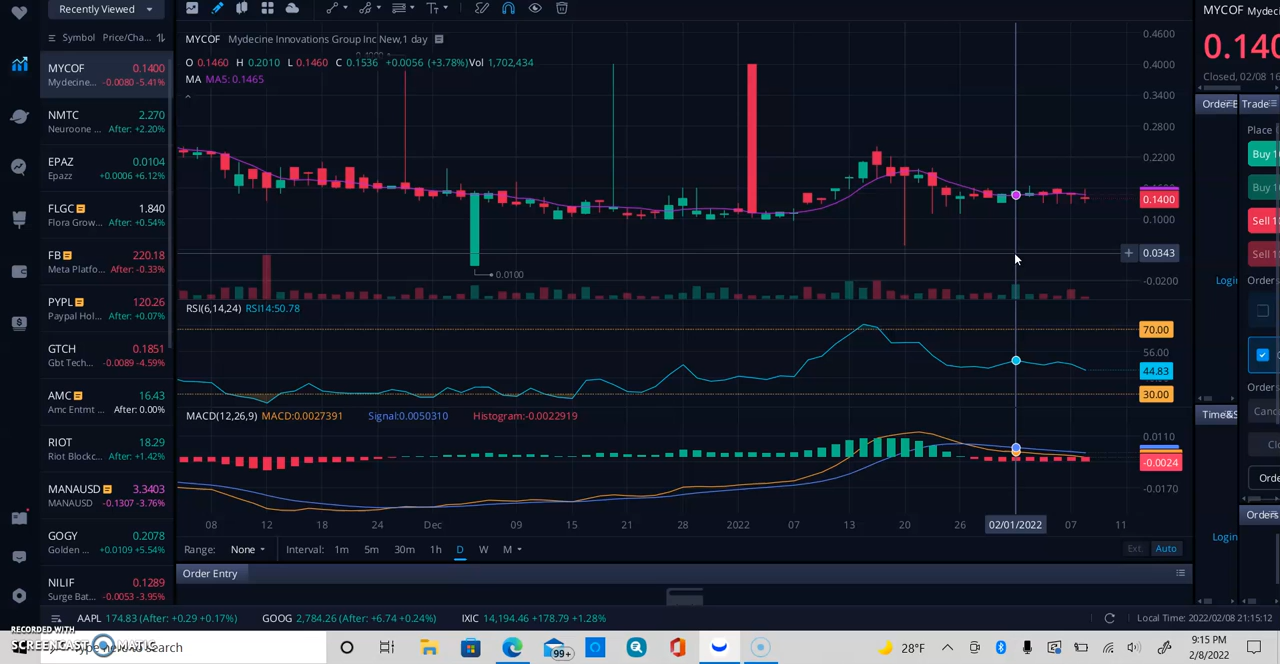 Recently Viewed
Symbol Price/Cha...
MYCOF 0.1400
Mydecine... -0.0080 -5.41%
NMTC 2.270
Neuroone ... After: +2.20%
EPAZ 0.0104
Epazz +0.0006 +6.12%
FLGC 1.840
Flora Grow... After: +0.54%
FB 220.18
Meta Platfo... After: -0.33%
PYPL 120.26
Paypal Hol... After: +0.07%
GTCH 0.1851
Gbt Tech... -0.0089 -4.59%
AMC 16.43
Amc Entmt ... After: 0.00%
RIOT 18.29
Riot Blockc... After: +1.42%
MANAUSD 3.3403
MANAUSD -0.1307 -3.76%
GOGY 0.2078
Golden ... +0.0109 +5.54%
NILIF 0.1289
Surge Bat... -0.0053 -3.95%
MYCOF Mydecine Innovations Group Inc New,1 day
O 0.1460 H 0.2010 L 0.1460 C 0.1536 +0.0056 (+3.78%) Vol 1,702,434
MA MA5: 0.1465
0.0100
0.4600
0.4000
0.3400
0.2800
0.2200
0.1400
0.1000
0.0343
-0.0200
RSI(6,14,24) RSI14:50.78
70.00
56.00
44.83
30.00
MACD(12,26,9) MACD:0.0027391 Signal:0.0050310 Histogram:-0.0022919
0.0110
-0.0024
-0.0170
08 12 18 24 Dec 09 15 21 28 2022 07 13 20 26 02/01/2022 07 11
Range: None Interval: 1m 5m 30m 1h D W M Ext. Auto
Order Entry
MYCOF Mydeci
0.140
Closed, 02/08 16
Trade
Place
Buy 1
Buy
Sell 1
Sell
Logi
Orders
Orders
Time&S
Canc
Cl
Orde
Orders
Login
AAPL 174.83 (After: +0.29 +0.17%) GOOG 2,784.26 (After: +6.74 +0.24%) IXIC 14,194.46 +178.79 +1.28% Local Time: 2022/02/08 21:15:12
RECORDED WITH
SCREENCAST MATIC
here to search
99+
28°F
9:15 PM
2/8/2022